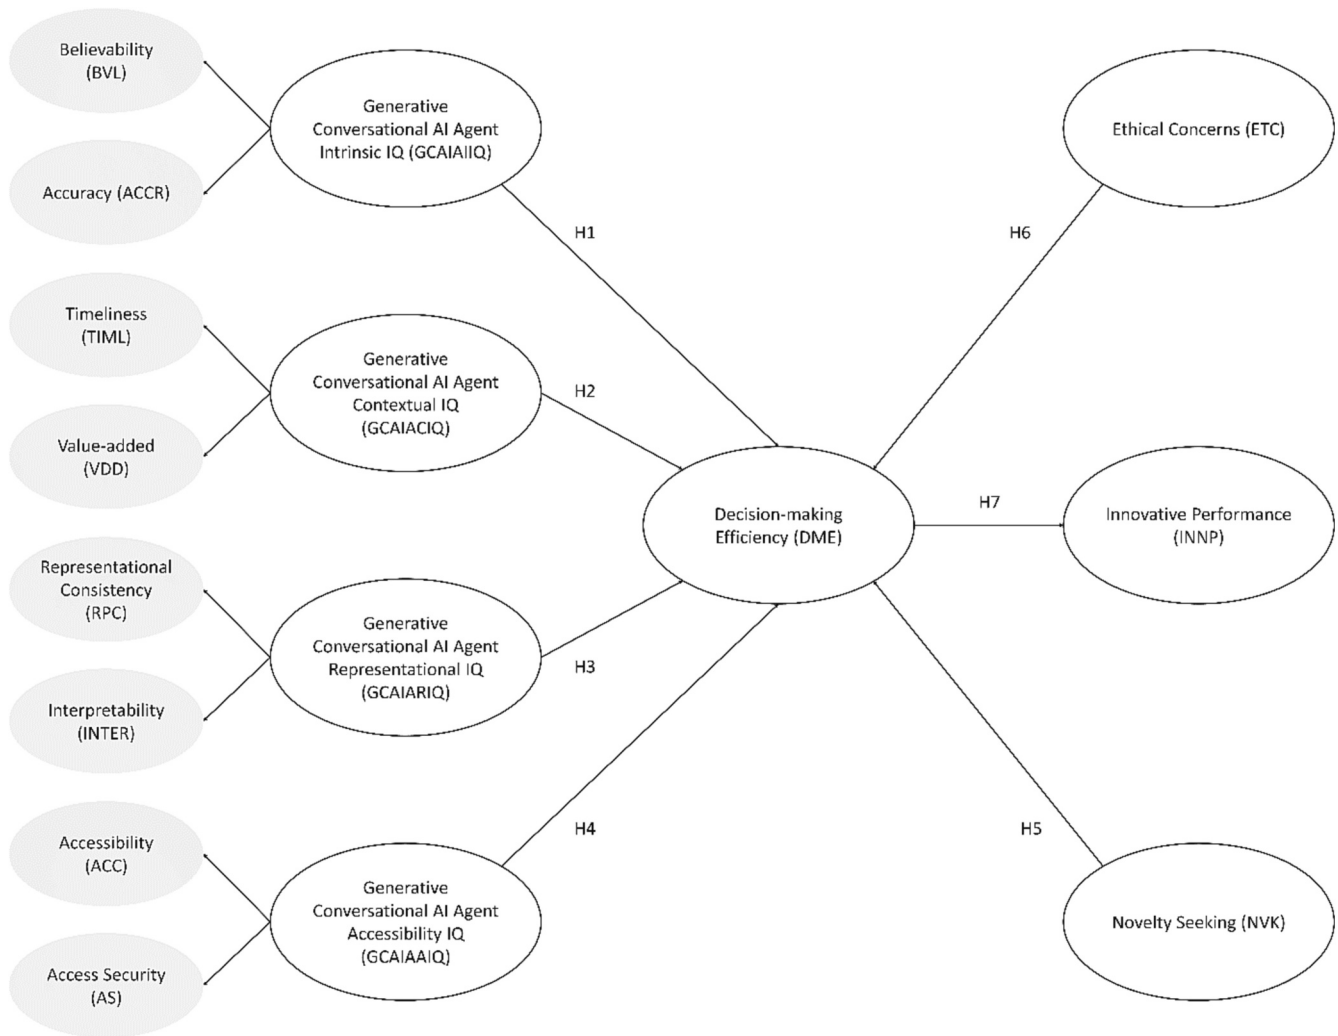 Believability
(BVL)
Accuracy (ACCR)
Timeliness
(TIML)
Value-added
(VDD)
Representational
Consistency
(RPC)
Interpretability
(INTER)
Accessibility
(ACC)
Access Security
(AS)
Generative
Conversational AI Agent
Intrinsic IQ (GCAIAIIQ)
Generative
Conversational AI Agent
Contextual IQ
(GCAIACIQ)
Generative
Conversational AI Agent
Representational IQ
(GCAIARIQ)
Generative
Conversational AI Agent
Accessibility IQ
(GCAIAAIQ)
H1
H2
H3
H4
Decision-making
Efficiency (DME)
H6
H7
H5
Ethical Concerns (ETC)
Innovative Performance
(INNP)
Novelty Seeking (NVK)